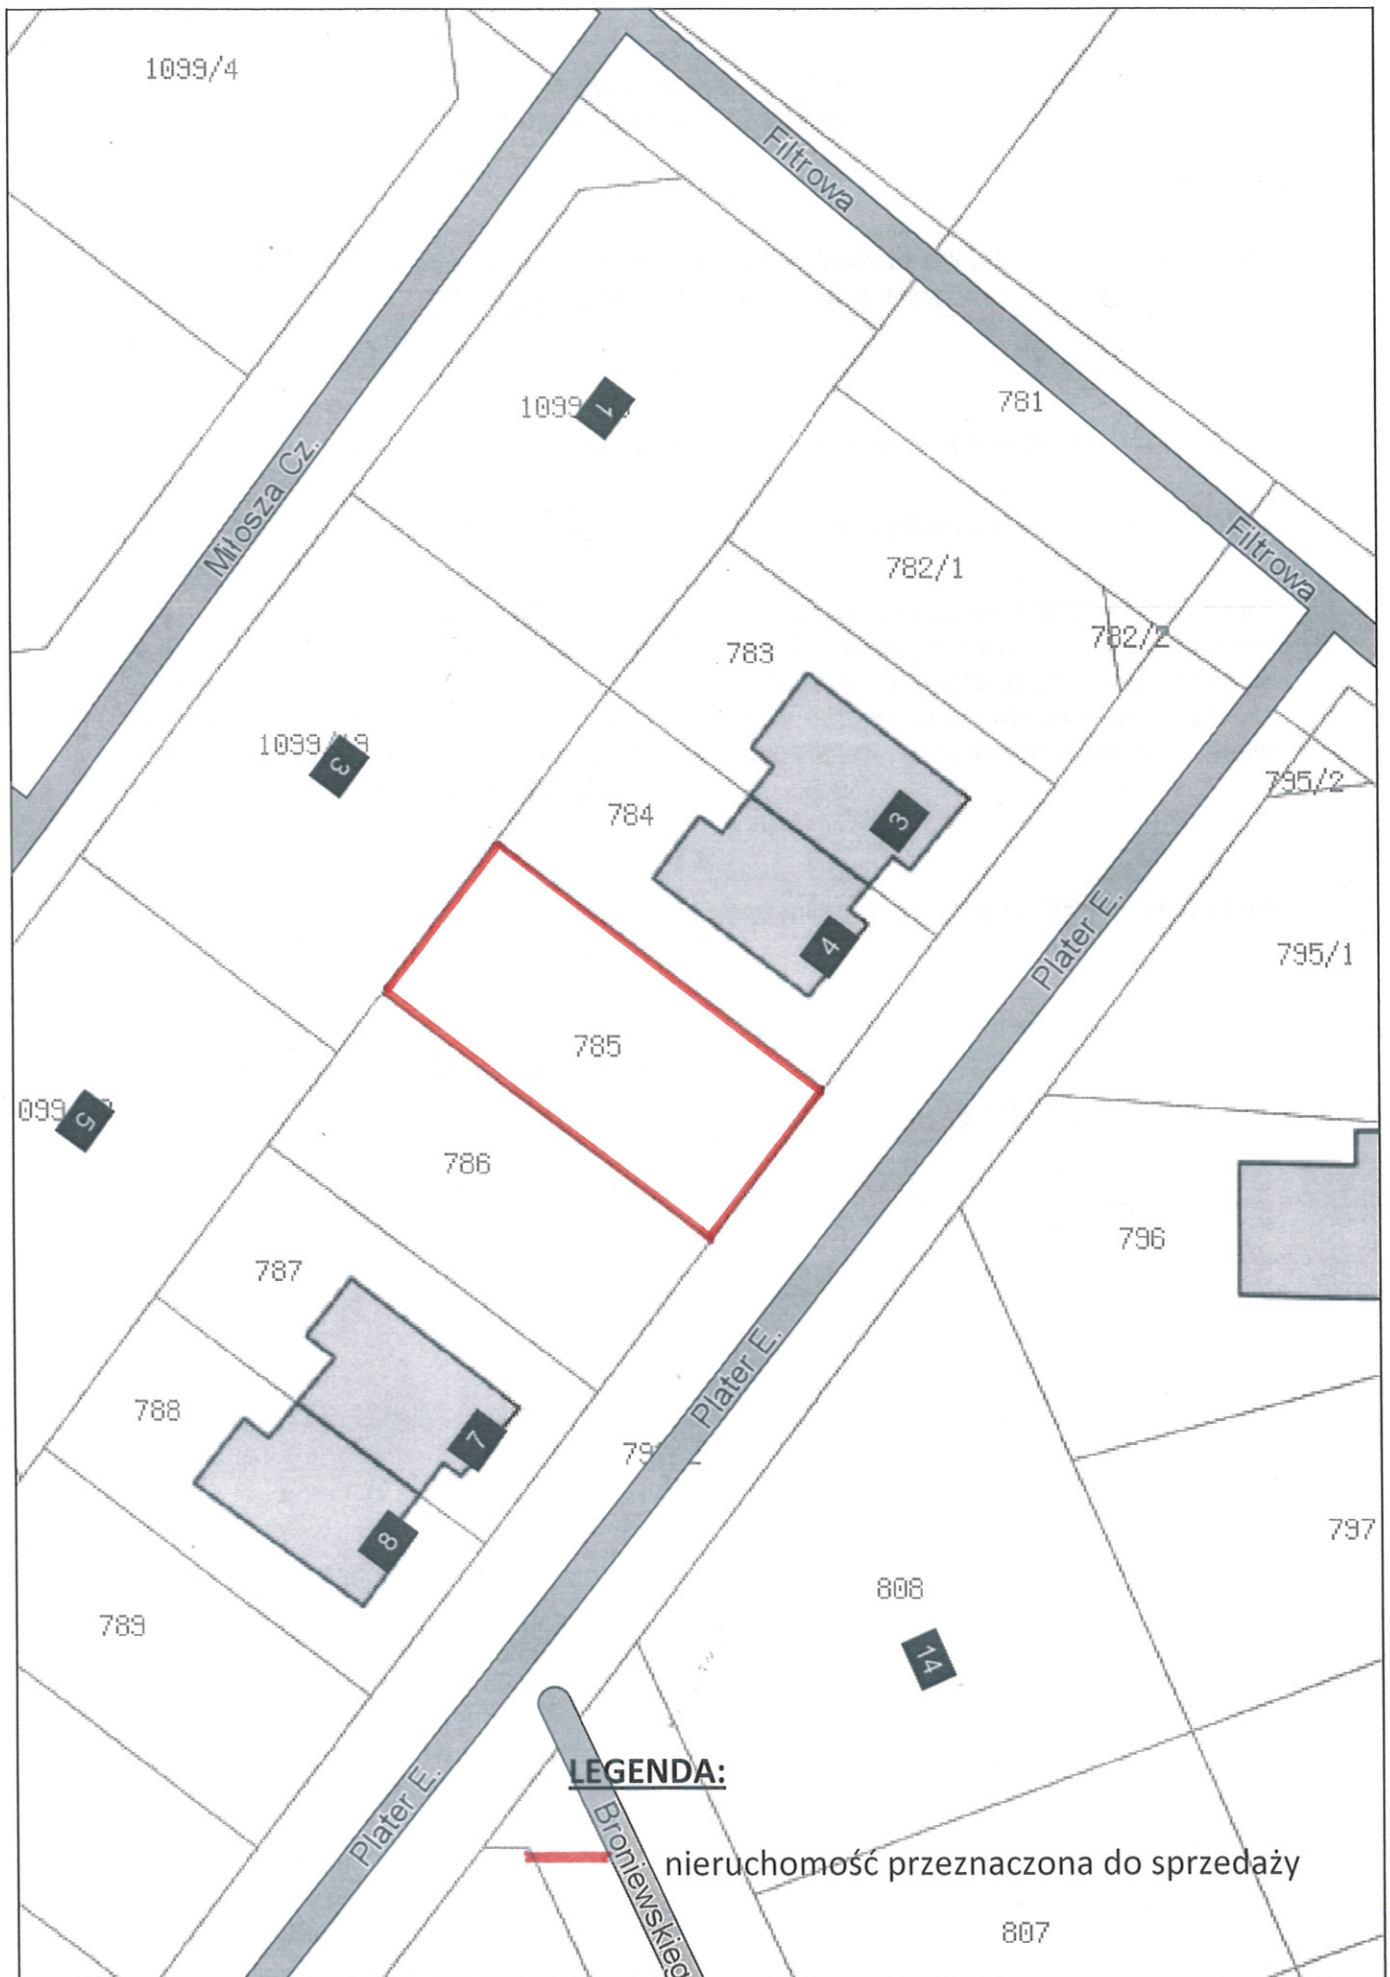 1099/4
Filtrowa
1
781
Miłosza Cz.
Filtrowa
782/1
782/2
783
1099/19
3
795/2
784
3
4
Plater E.
795/1
785
5
786
796
787
788
7
Plater E.
8
797
808
789
14
LEGENDA:
Plater E.
Broniewskieg
nieruchomość przeznaczona do sprzedaży
807